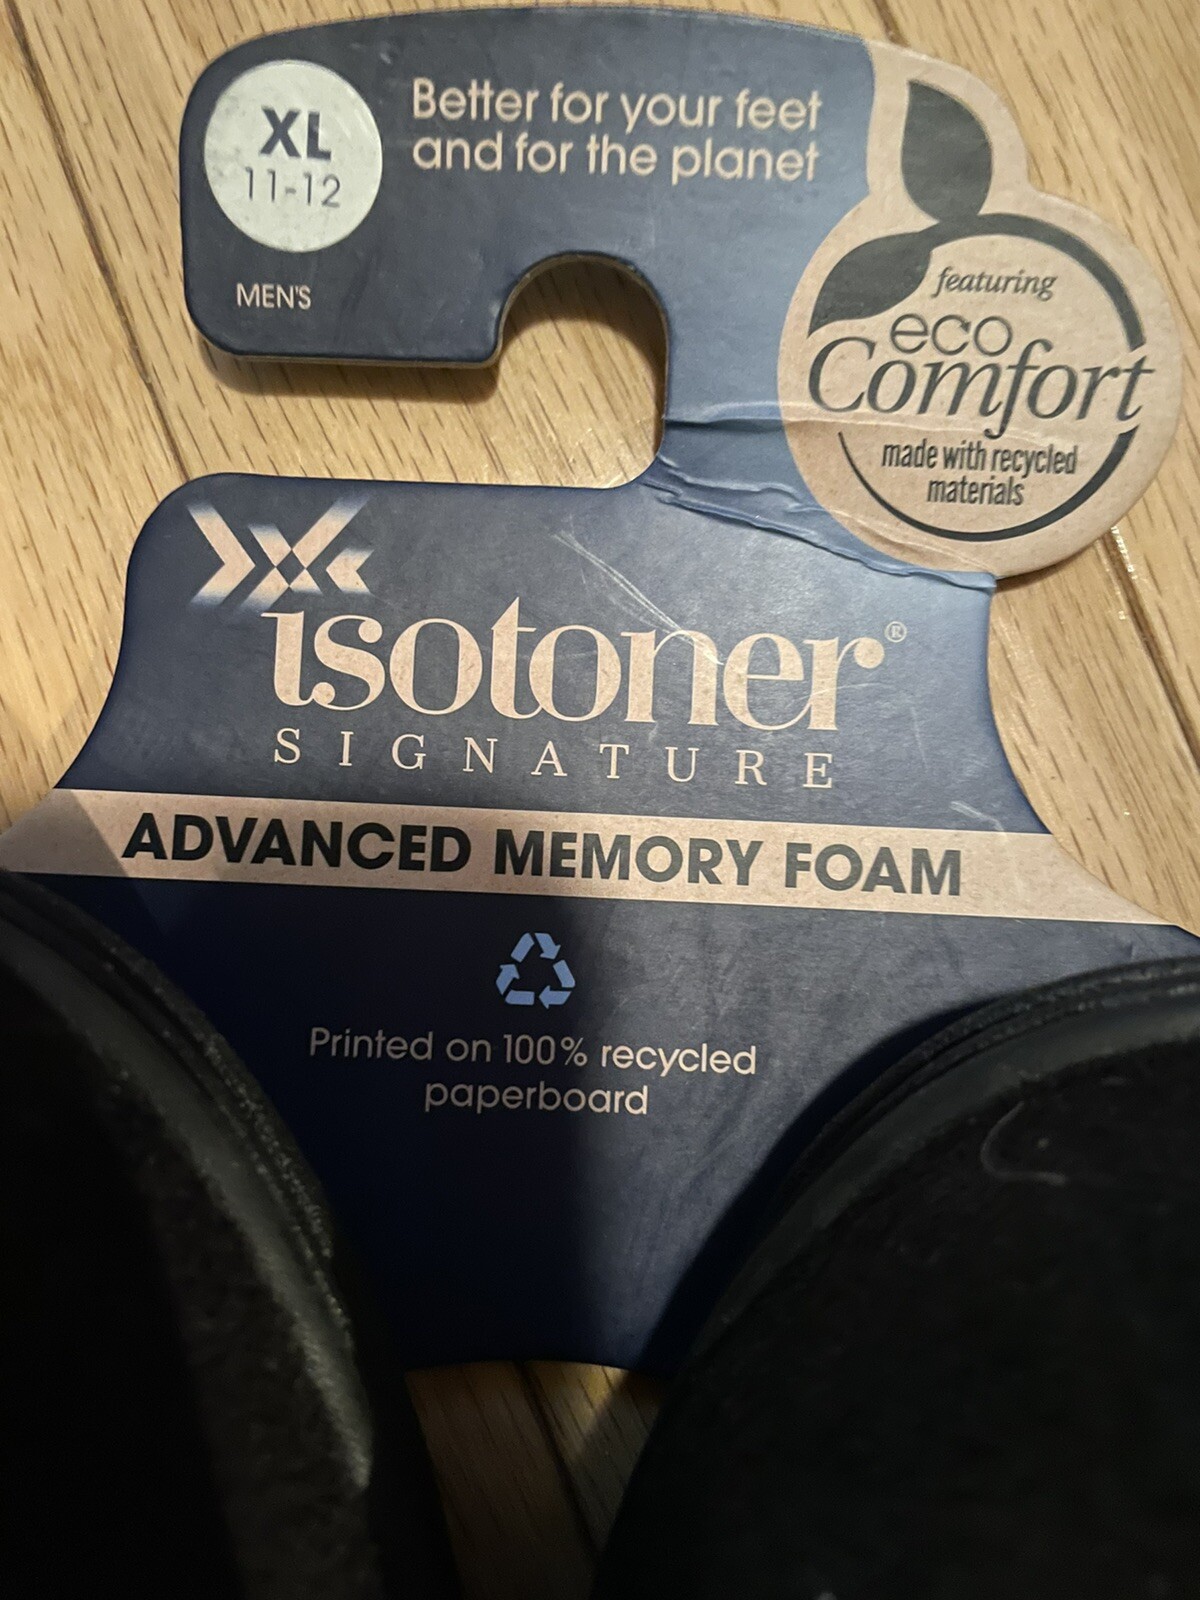 XL
11-12
MEN'S
Better for your feet
and for the planet
featuring
eco
Comfort
made with recycled
materials
isotoner®
SIGNATURE
ADVANCED MEMORY FOAM
Printed on 100% recycled
paperboard